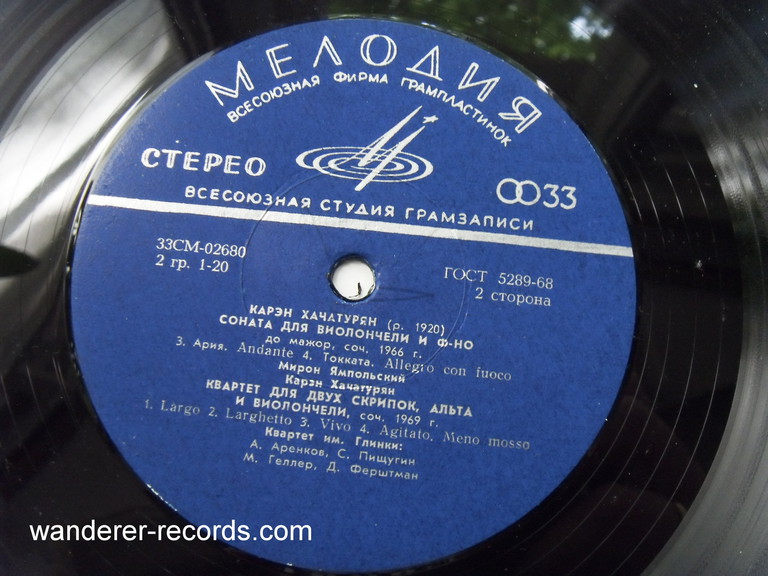 МЕЛОДИЯ
ВСЕСОЮЗНАЯ ФИРМА ГРАМПЛАСТИНОК
СТЕРЕО
33
ВСЕСОЮЗНАЯ СТУДИЯ ГРАМЗАПИСИ
33СМ-02680
2 гр. 1-20
ГОСТ 5289-68
2 сторона
КАРЭН ХАЧАТУРЯН (р. 1920)
СОНАТА ДЛЯ ВИОЛОНЧЕЛИ И Ф-НО
до мажор, соч. 1966 г.
3. Ария. Andante 4. Токката. Allegro con fuoco
Мирон Ямпольский
Карэн Хачатурян
КВАРТЕТ ДЛЯ ДВУХ СКРИПОК, АЛЬТА
И ВИОЛОНЧЕЛИ, соч. 1969 г.
1. Largo 2. Larghetto 3. Vivo 4. Agitato. Meno mosso
Квартет им. Глинки:
А. Аренков, С. Пищугин
М. Геллер, Д. Ферштман
wanderer-records.com